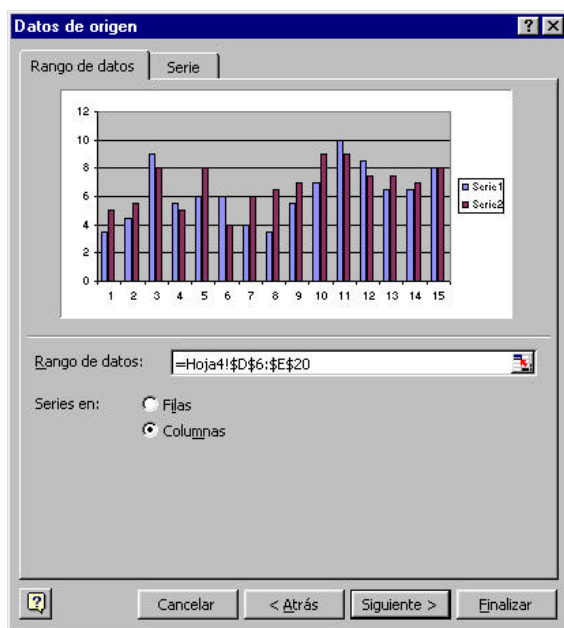 Datos de origen
Rango de datos
Serie
12
10
8
6
4
2
0
1 2 3 4 5 6 7 8 9 10 11 12 13 14 15
Serie1
Serie2
Rango de datos: =Hoja4!$D$6:$E$20
Series en: Filas
Columnas
Cancelar < Atrás Siguiente > Finalizar